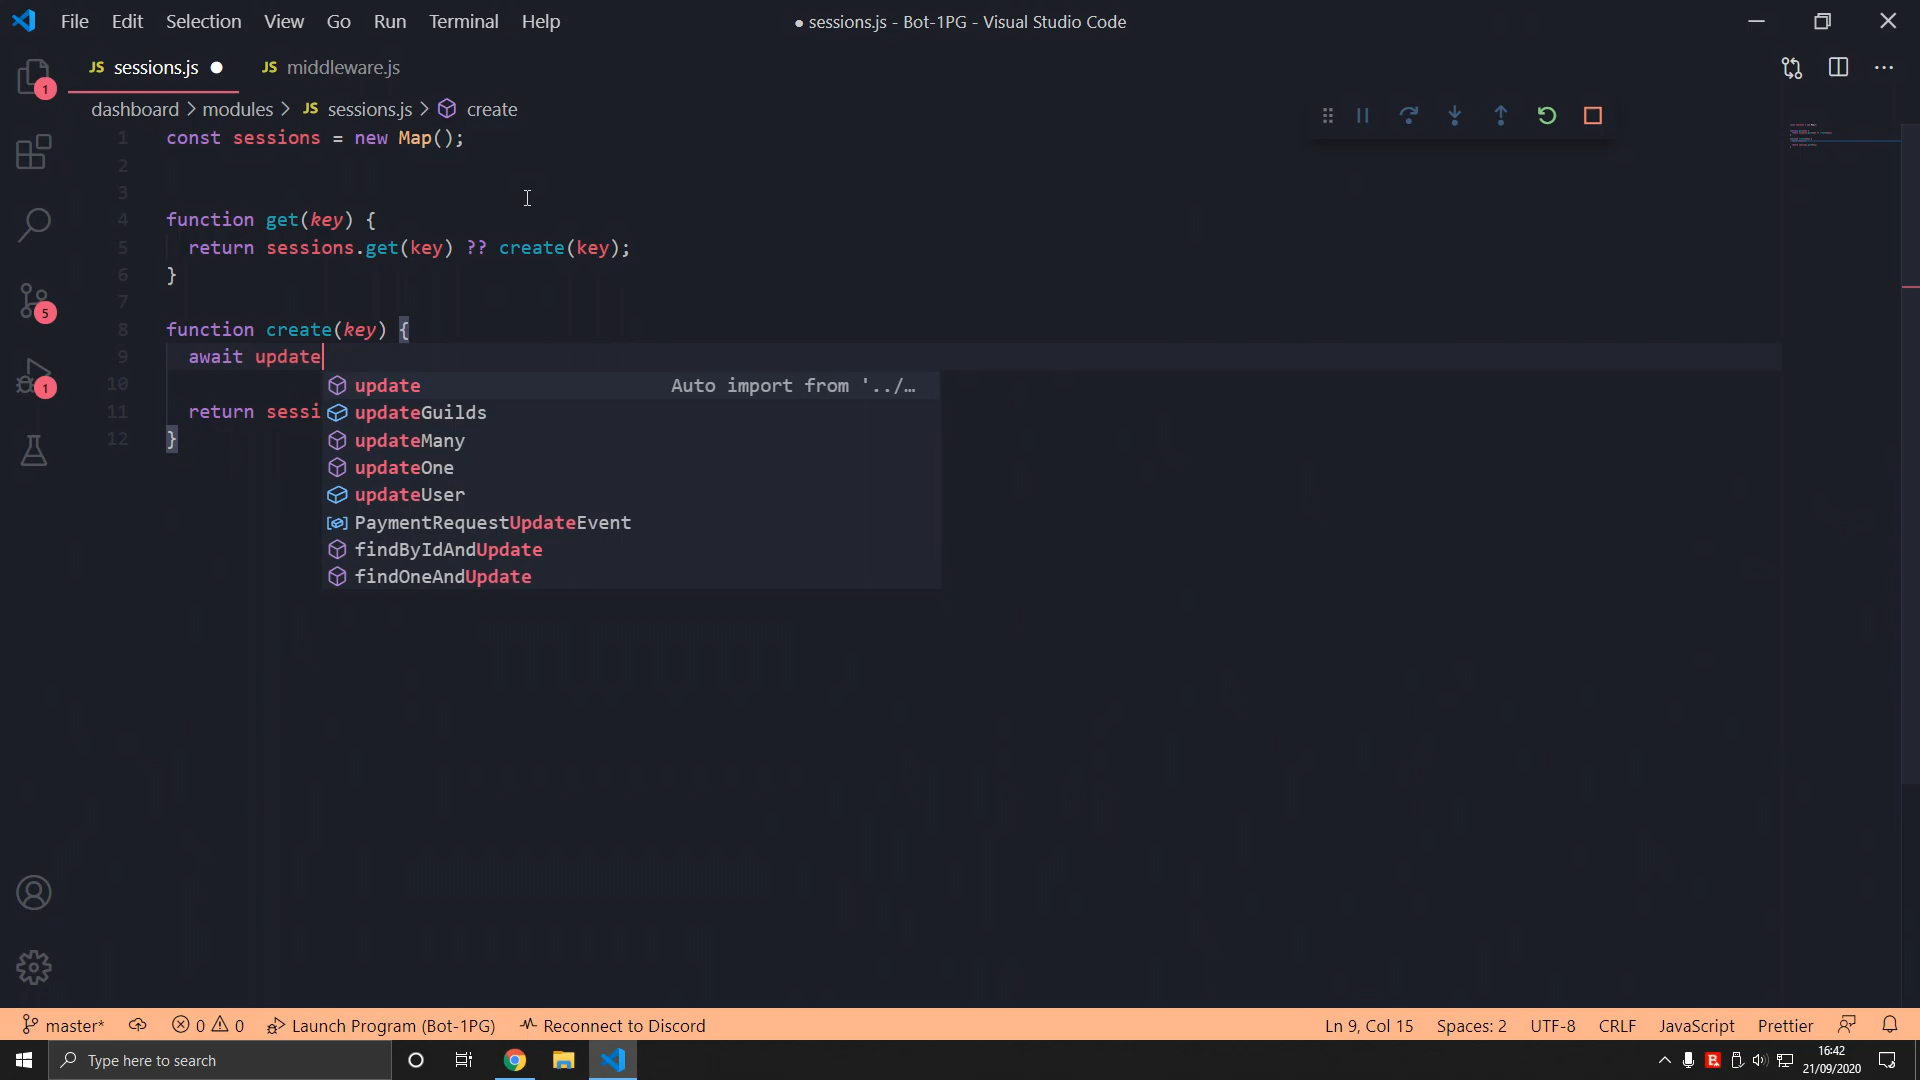 File Edit Selection View Go Run Terminal Help
● sessions.js - Bot-1PG - Visual Studio Code
JS sessions.js ●
JS middleware.js
dashboard > modules > JS sessions.js > create
1 const sessions = new Map();
2
3
4 function get(key) {
5 return sessions.get(key) ?? create(key);
6 }
7
8 function create(key) {
9 await update
10
11 return sessi
12 }
update Auto import from '../…
updateGuilds
updateMany
updateOne
updateUser
PaymentRequestUpdateEvent
findByIdAndUpdate
findOneAndUpdate
1
5
1
master* 0 0 Launch Program (Bot-1PG) Reconnect to Discord
Ln 9, Col 15 Spaces: 2 UTF-8 CRLF JavaScript Prettier
Type here to search
B
16:42
21/09/2020